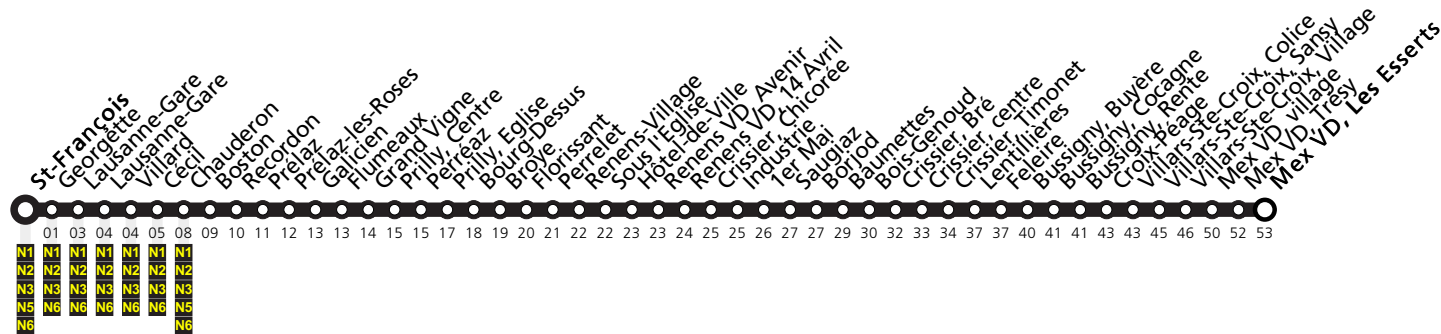 St-François
Georgette
Lausanne-Gare
Lausanne-Gare
Villard
Cécil
Chauderon
Boston
Recordon
Prélaz
Prélaz-les-Roses
Galicien
Flumeaux
Grand Vigne
Prilly, Centre
Perréaz
Prilly, Eglise
Bourg-Dessus
Broye
Florissant
Perrelet
Renens-Village
Sous l'Eglise
Hôtel-de-Ville
Renens VD, Avenir
Renens VD, 14 Avril
Crissier, Chicorée
Industrie
1er Mai
Saugiaz
Borjod
Baumettes
Bois-Genoud
Crissier, Bré
Crissier, centre
Crissier, Timonet
Lentillières
Fleire
Bussigny, Buyère
Bussigny, Cocagne
Bussigny, Rente
Croix-Péage
Villars-Ste-Croix, Colice
Villars-Ste-Croix, Sansy
Villars-Ste-Croix, Village
Mex VD, village
Mex VD, Trésy
Mex VD, Les Esserts
01 03 04 04 05 08 09 10 11 12 13 13 14 15 15 17 18 19 20 21 22 22 23 23 24 25 25 26 27 27 29 30 32 33 34 37 37 40 41 41 43 43 45 46 50 52 53
N1 N1 N1 N1 N1 N1 N1
N2 N2 N2 N2 N2 N2 N2
N3 N3 N3 N3 N3 N3 N3
N5 N6 N6 N6 N6 N6 N5
N6 N6